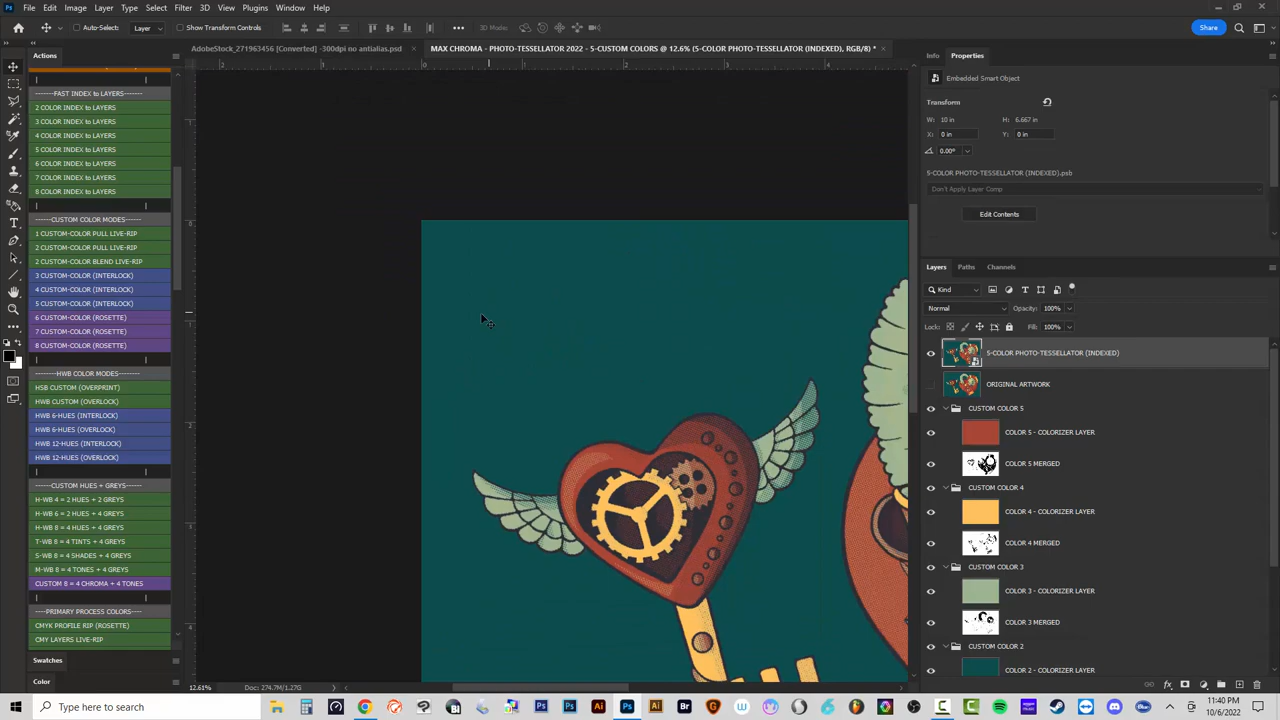 File Edit Image Layer Type Select Filter 3D View Plugins Window Help
Auto-Select: Layer Show Transform Controls 3D Mode: Share
Actions
AdobeStock_271963456 [Converted] -300dpi no antialias.psd
MAX CHROMA - PHOTO-TESSELLATOR 2022 - 5-CUSTOM COLORS @ 12.6% (5-COLOR PHOTO-TESSELLATOR (INDEXED), RGB/8) *
Info Properties
------FAST INDEX to LAYERS-------
2 COLOR INDEX to LAYERS
3 COLOR INDEX to LAYERS
4 COLOR INDEX to LAYERS
5 COLOR INDEX to LAYERS
6 COLOR INDEX to LAYERS
7 COLOR INDEX to LAYERS
8 COLOR INDEX to LAYERS
------CUSTOM COLOR MODES------
1 CUSTOM-COLOR PULL LIVE-RIP
2 CUSTOM-COLOR PULL LIVE-RIP
2 CUSTOM-COLOR BLEND LIVE-RIP
3 CUSTOM-COLOR (INTERLOCK)
4 CUSTOM-COLOR (INTERLOCK)
5 CUSTOM-COLOR (INTERLOCK)
6 CUSTOM-COLOR (ROSETTE)
7 CUSTOM-COLOR (ROSETTE)
8 CUSTOM-COLOR (ROSETTE)
------HWB COLOR MODES-------
HSB CUSTOM (OVERPRINT)
HWB CUSTOM (OVERLOCK)
HWB 6-HUES (INTERLOCK)
HWB 6-HUES (OVERLOCK)
HWB 12-HUES (INTERLOCK)
HWB 12-HUES (OVERLOCK)
------CUSTOM HUES + GREYS------
H-WB 4 = 2 HUES + 2 GREYS
H-WB 6 = 2 HUES + 4 GREYS
H-WB 8 = 4 HUES + 4 GREYS
T-WB 8 = 4 TINTS + 4 GREYS
S-WB 8 = 4 SHADES + 4 GREYS
M-WB 8 = 4 TONES + 4 GREYS
CUSTOM 8 = 4 CHROMA + 4 TONES
----PRIMARY PROCESS COLORS----
CMYK PROFILE RIP (ROSETTE)
CMY LAYERS LIVE-RIP
Swatches
Color
Embedded Smart Object
Transform
W: 10 in H: 6.667 in
X: 0 in Y: 0 in
0.00°
5-COLOR PHOTO-TESSELLATOR (INDEXED).psb
Don't Apply Layer Comp
Edit Contents
Layers Paths Channels
Kind
Normal Opacity: 100%
Lock: Fill: 100%
5-COLOR PHOTO-TESSELLATOR (INDEXED)
ORIGINAL ARTWORK
CUSTOM COLOR 5
COLOR 5 - COLORIZER LAYER
COLOR 5 MERGED
CUSTOM COLOR 4
COLOR 4 - COLORIZER LAYER
COLOR 4 MERGED
CUSTOM COLOR 3
COLOR 3 - COLORIZER LAYER
COLOR 3 MERGED
CUSTOM COLOR 2
COLOR 2 - COLORIZER LAYER
12.61% Doc: 274.7M/1.27G
Type here to search
11:40 PM
10/6/2022